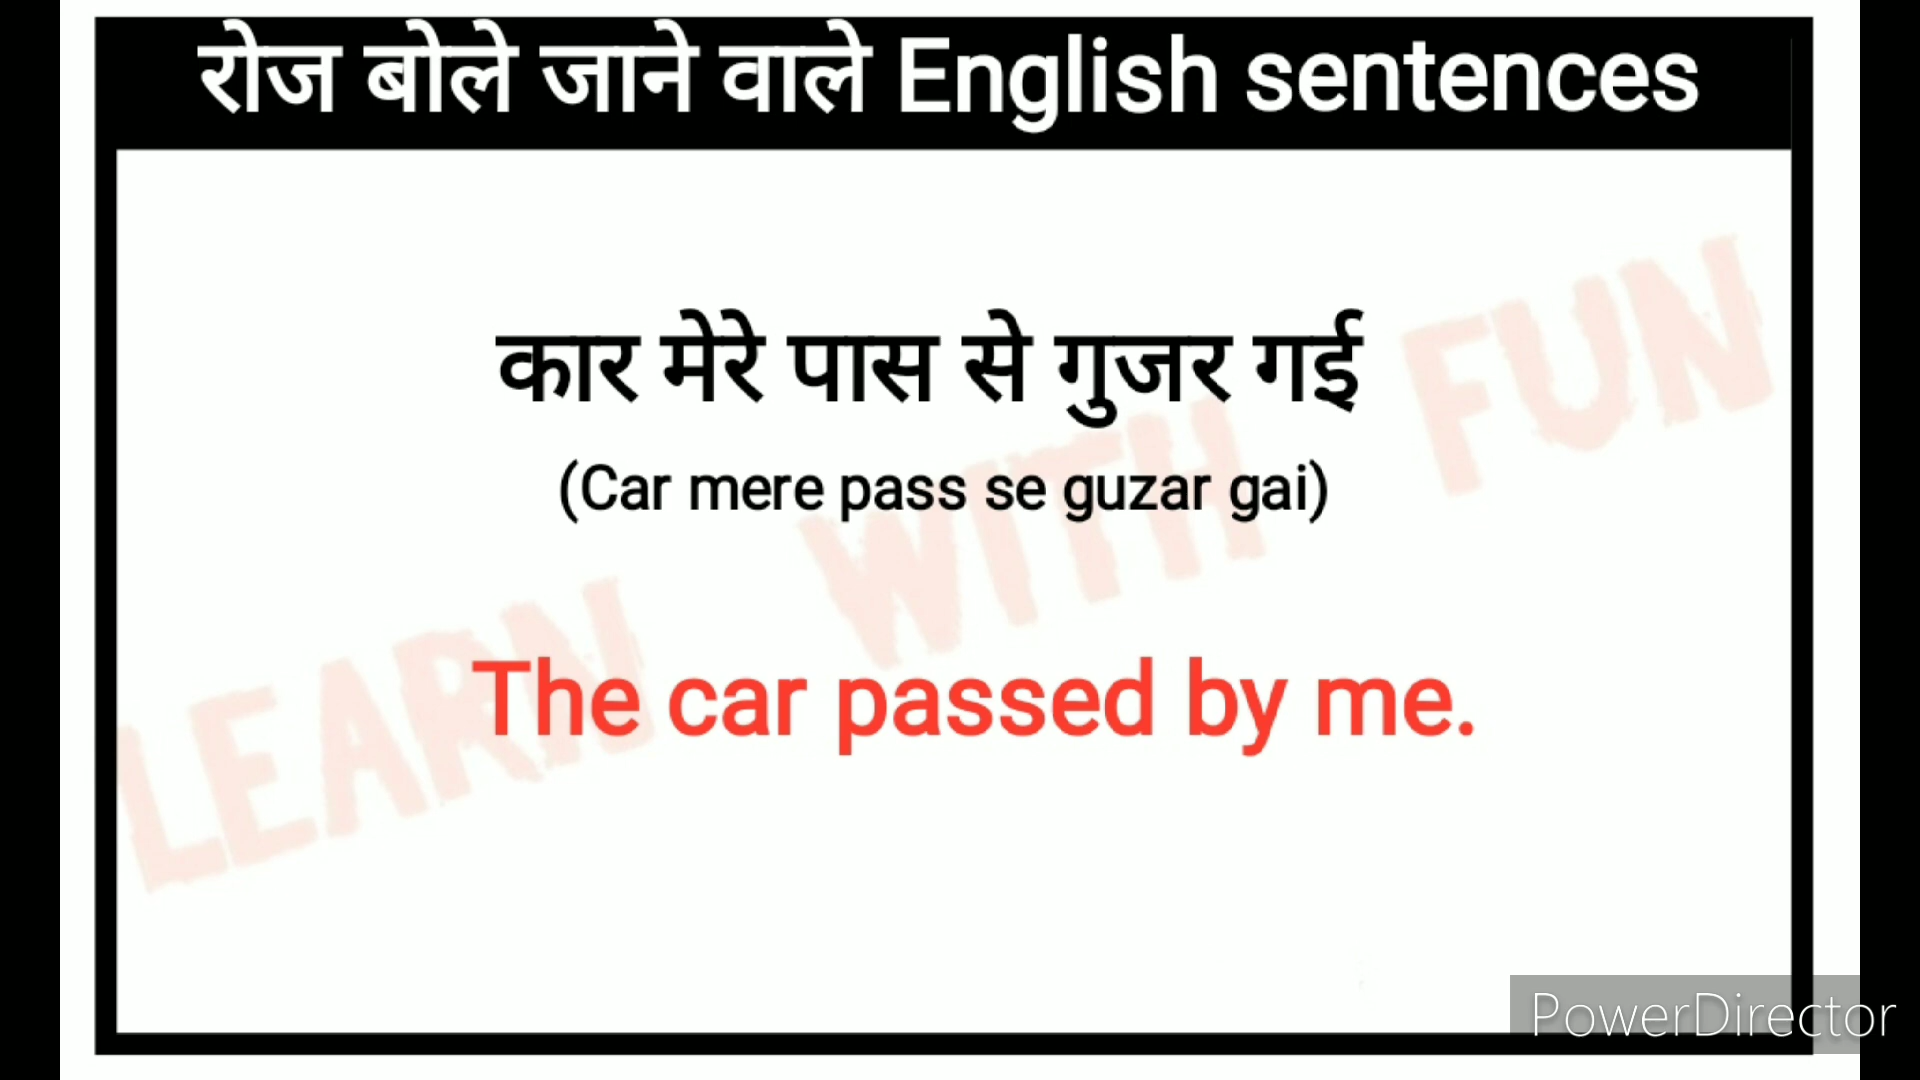 रोज बोले जाने वाले English sentences
कार मेरे पास से गुजर गई
(Car mere pass se guzar gai)
The car passed by me.
LEARN WITH FUN
PowerDirector